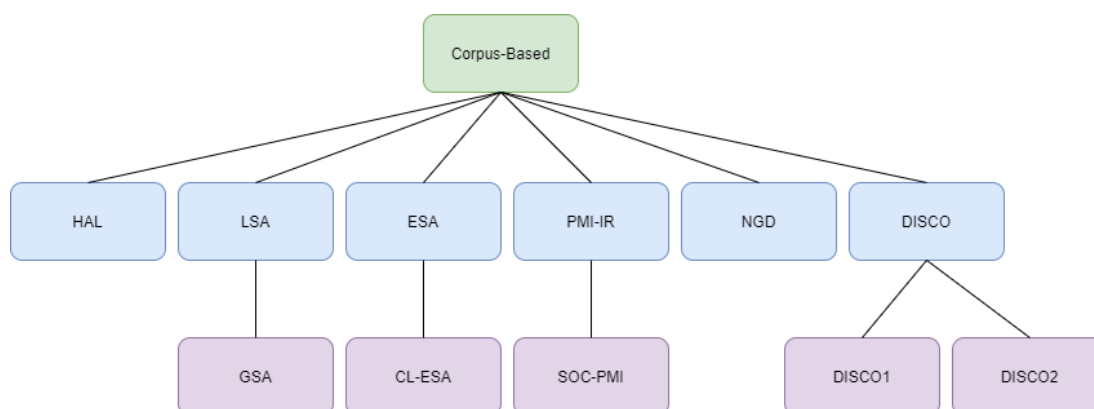 Corpus-Based
HAL
LSA
ESA
PMI-IR
NGD
DISCO
GSA
CL-ESA
SOC-PMI
DISCO1
DISCO2